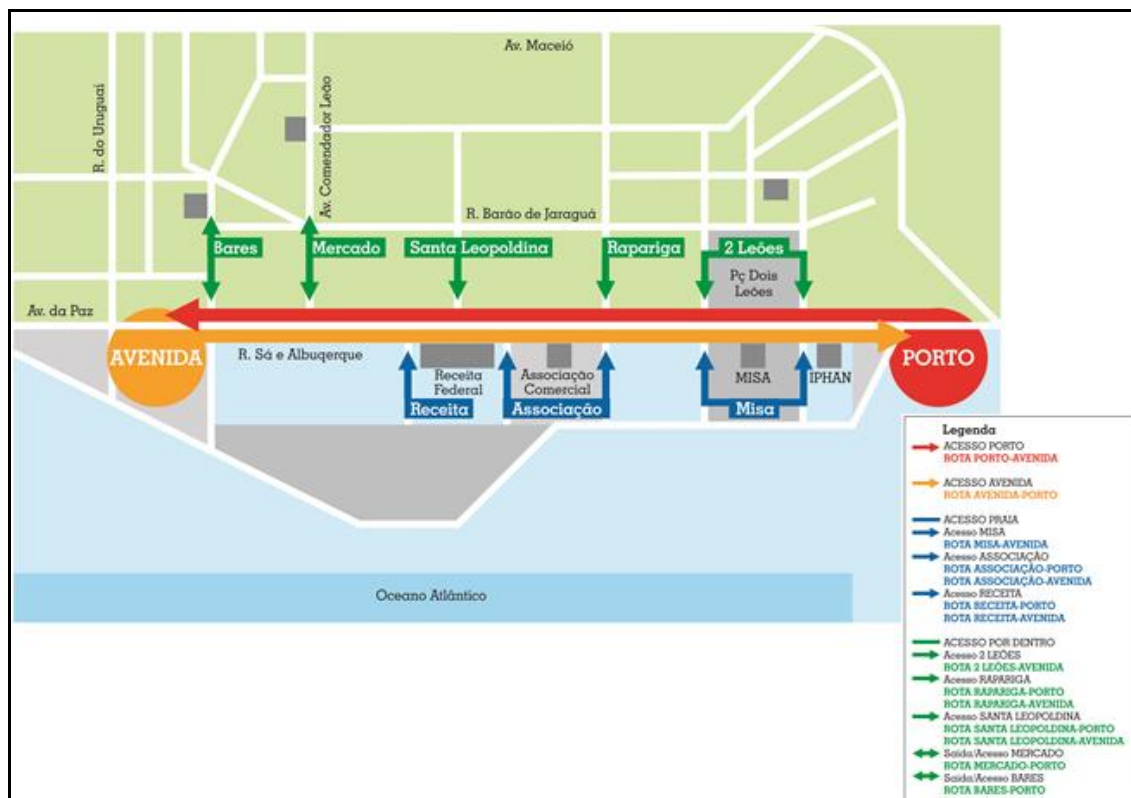 Av. Maceió
R. do Uruguai
Av. Comendador Leão
R. Barão de Jaraguá
Bares
Mercado
Santa Leopoldina
Rapariga
2 Leões
Pç Dois
Leões
Av. da Paz
AVENIDA
R. Sá e Albuqerque
PORTO
Receita
Federal
Associação
Comercial
MISA
IPHAN
Receita
Associação
Misa
Oceano Atlântico
Legenda
ACESSO PORTO
ROTA PORTO-AVENIDA
ACESSO AVENIDA
ROTA AVENIDA-PORTO
ACESSO PRAIA
Acesso MISA
ROTA MISA-AVENIDA
Acesso ASSOCIAÇÃO
ROTA ASSOCIAÇÃO-PORTO
ROTA ASSOCIAÇÃO-AVENIDA
Acesso RECEITA
ROTA RECEITA-PORTO
ROTA RECEITA-AVENIDA
ACESSO POR DENTRO
Acesso 2 LEÕES
ROTA 2 LEÕES-AVENIDA
Acesso RAPARIGA
ROTA RAPARIGA-PORTO
ROTA RAPARIGA-AVENIDA
Acesso SANTA LEOPOLDINA
ROTA SANTA LEOPOLDINA-PORTO
ROTA SANTA LEOPOLDINA-AVENIDA
Saída/Acesso MERCADO
ROTA MERCADO-PORTO
Saída/Acesso BARES
ROTA BARES-PORTO